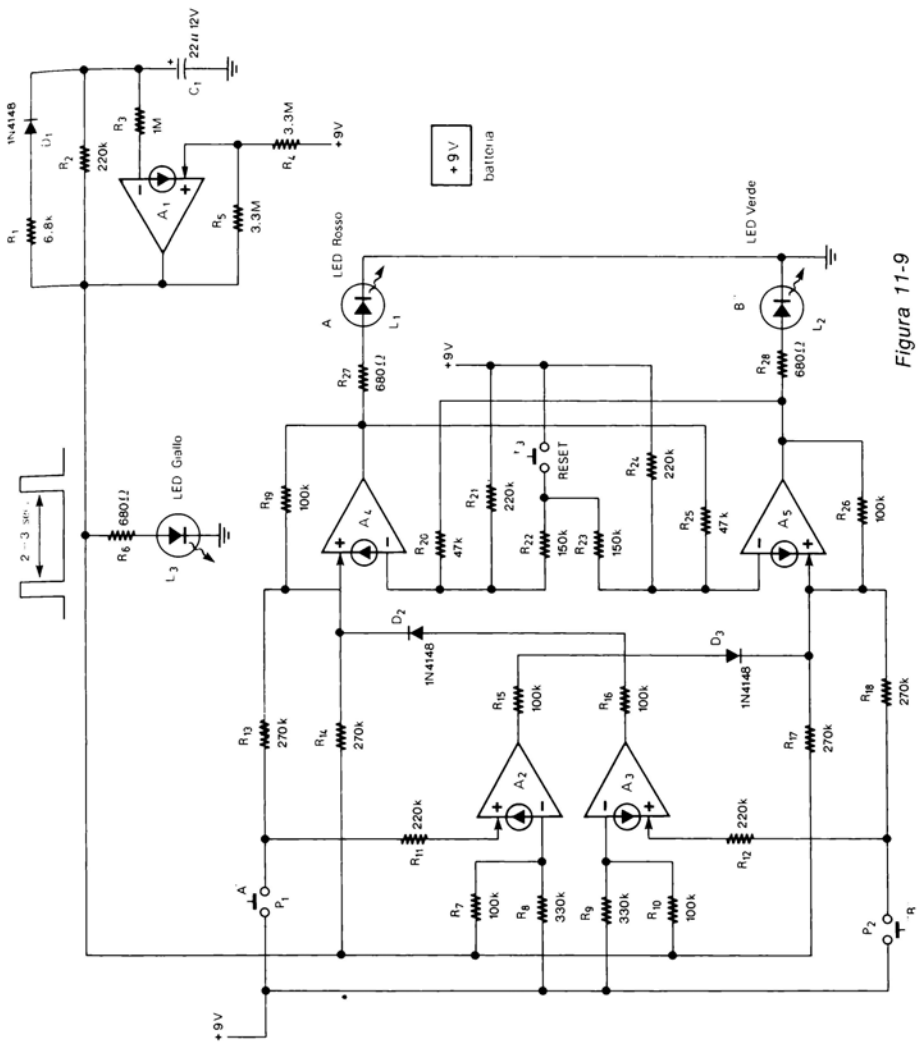 2 – 3 sec.
R1
6.8k
1N4148
D1
R2
220k
R3
1M
22µ 12V
+
C1
A1
–
+
R5
3.3M
R4
3.3M
+9V
R6
680Ω
L3
LED Giallo
+9V
batteria
LED Rosso
A
L1
R27
680Ω
R19
100k
A4
+
–
R20
47k
R21
220k
+9V
RESET
R22
150k
R23
150k
R24
220k
R25
47k
A5
–
+
R26
100k
R28
680Ω
LED Verde
B
L2
D2
1N4148
D3
1N4148
R13
270k
R14
270k
R15
100k
R16
100k
R17
270k
R18
270k
A2
+
–
A3
–
+
R11
220k
R12
220k
R7
100k
R8
330k
R9
330k
R10
100k
A
P1
P2
+9V
Figura 11-9